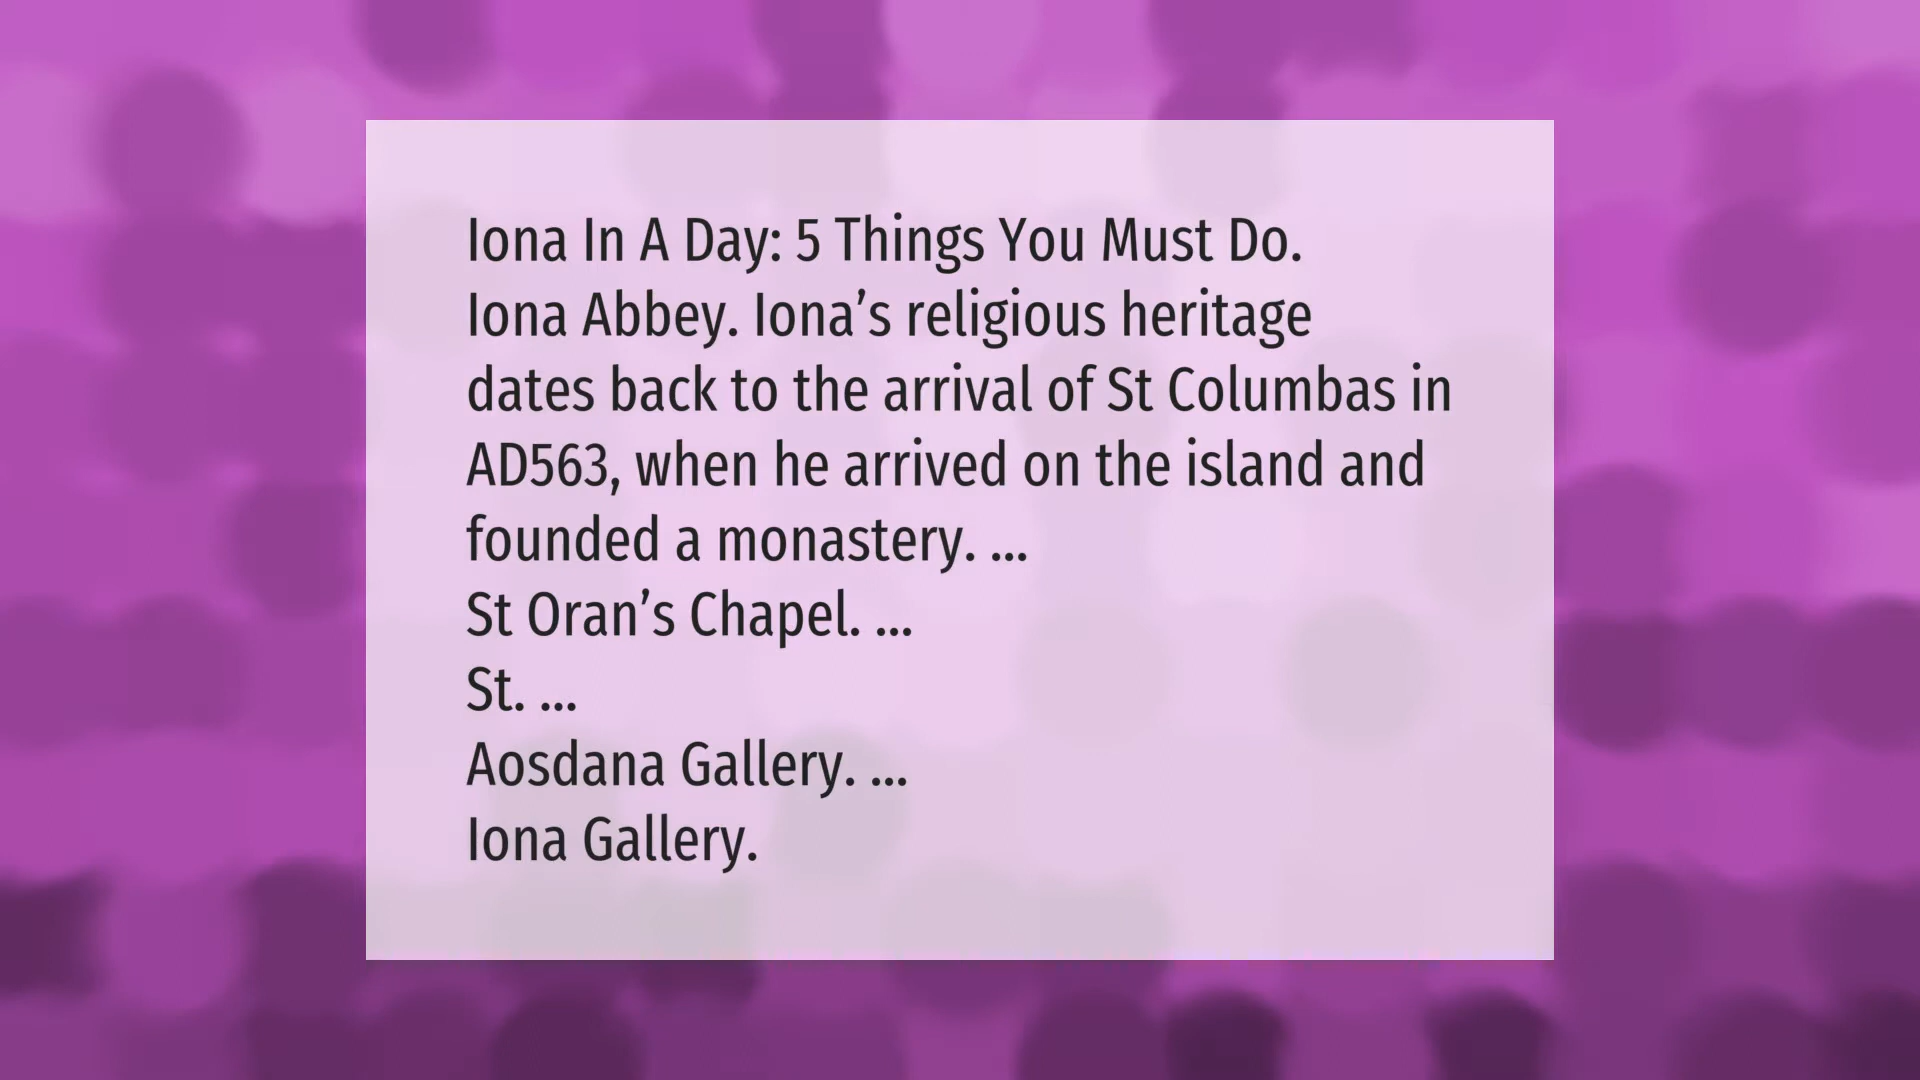 Iona In A Day: 5 Things You Must Do.
Iona Abbey. Iona’s religious heritage
dates back to the arrival of St Columbas in
AD563, when he arrived on the island and
founded a monastery. ...
St Oran’s Chapel. ...
St. ...
Aosdana Gallery. ...
Iona Gallery.